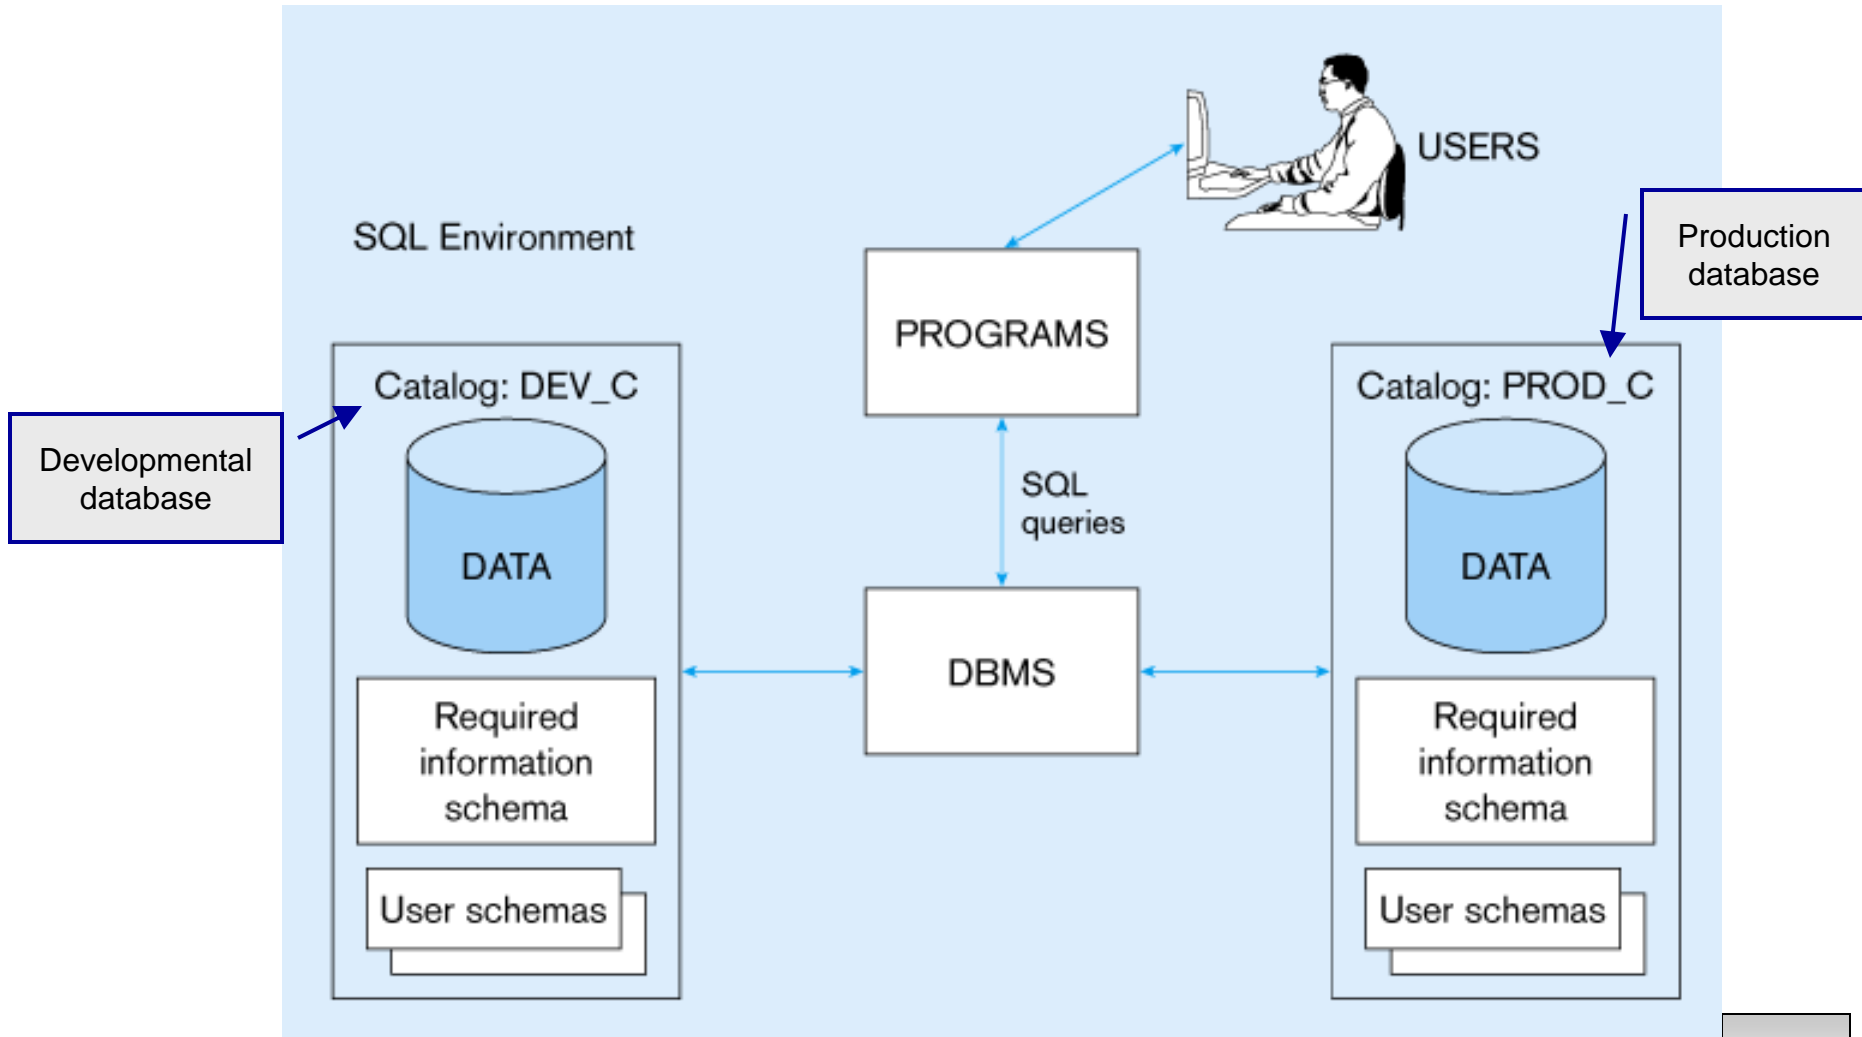 USERS
SQL Environment
Production
database
PROGRAMS
Catalog: DEV_C
Catalog: PROD_C
Developmental
database
SQL
queries
DATA
DATA
DBMS
Required
information
schema
Required
information
schema
User schemas
User schemas